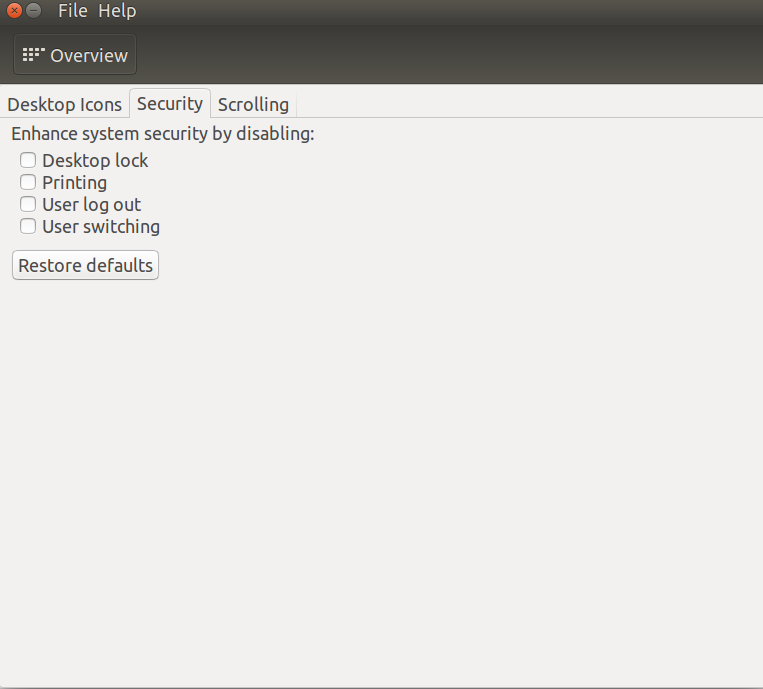 File Help
Overview
Desktop Icons Security Scrolling
Enhance system security by disabling:
Desktop lock
Printing
User log out
User switching
Restore defaults